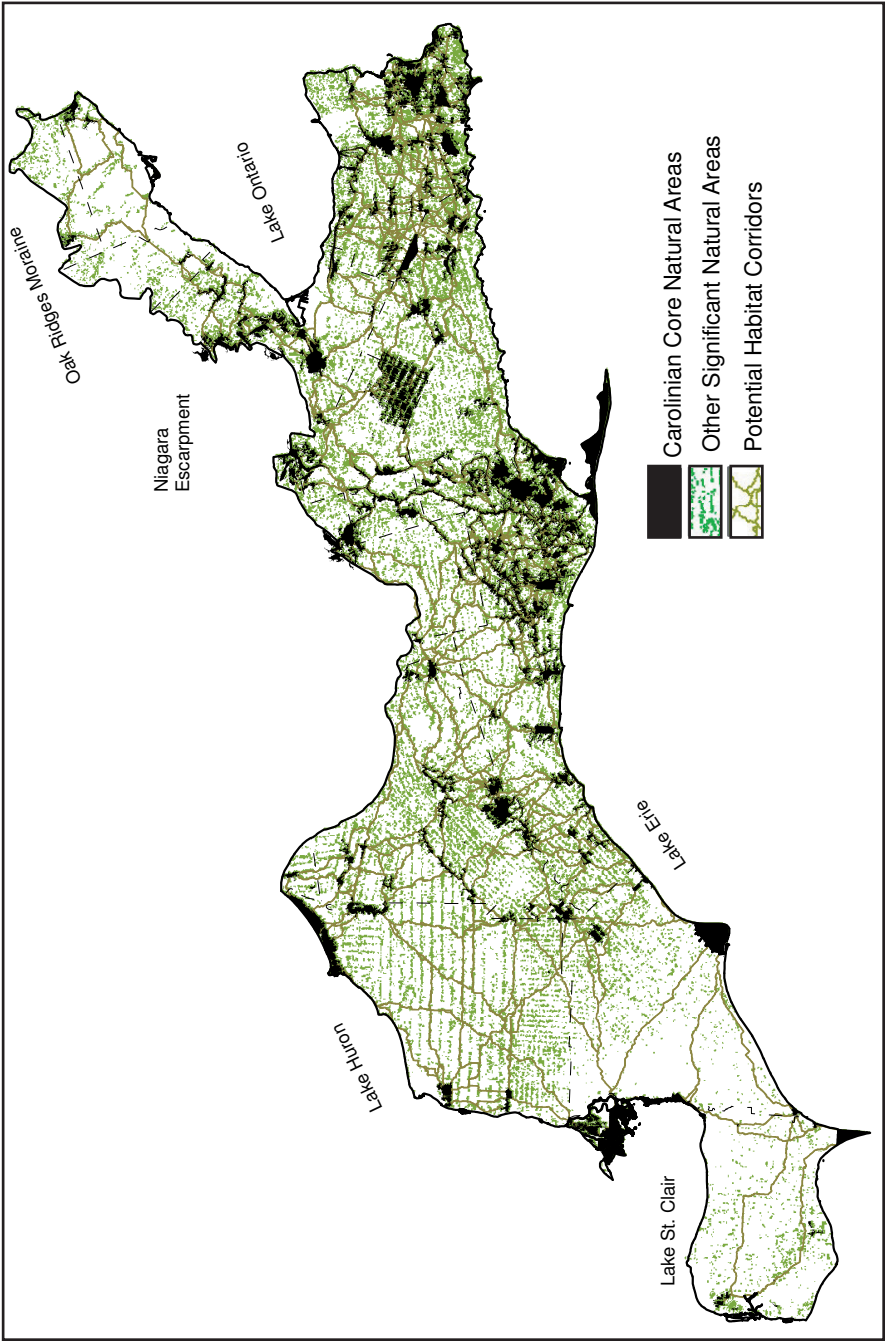 Oak Ridges Moraine
Lake Ontario
Niagara
Escarpment
Carolinian Core Natural Areas
Other Significant Natural Areas
Potential Habitat Corridors
Lake Erie
Lake Huron
Lake St. Clair